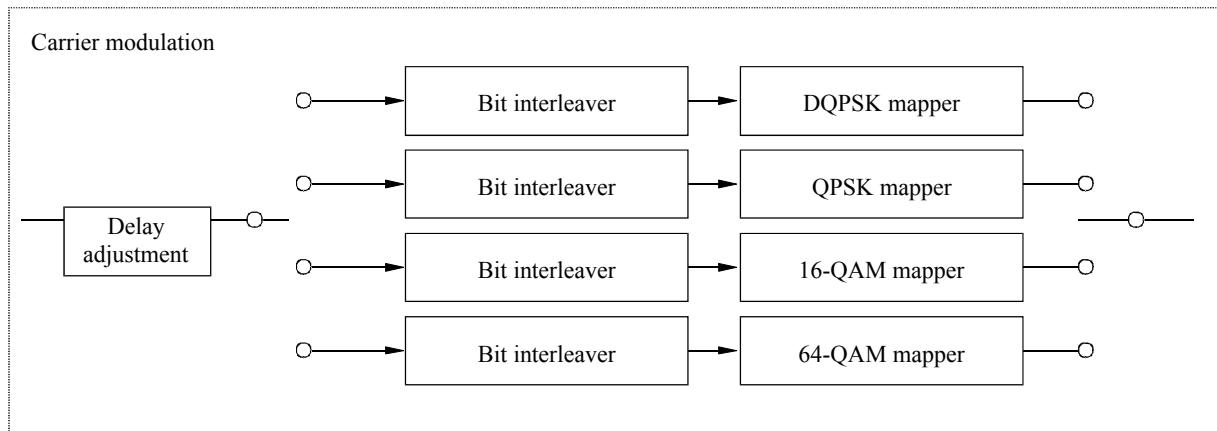 Carrier modulation
Bit interleaver
DQPSK mapper
Bit interleaver
QPSK mapper
Delay
adjustment
Bit interleaver
16-QAM mapper
Bit interleaver
64-QAM mapper